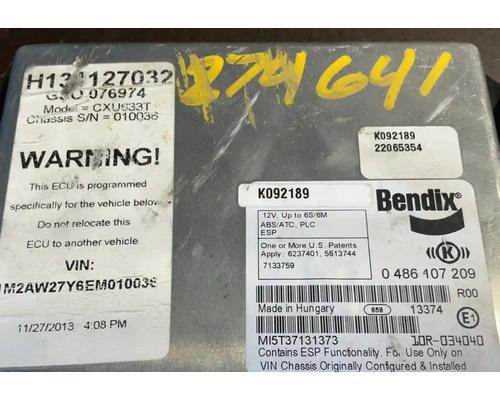 H131127032
GSO 076974
Model = CXU633T
Chassis S/N = 010036
WARNING!
This ECU is programmed
specifically for the vehicle below
Do not relocate this
ECU to another vehicle.
VIN:
1M2AW27Y6EM010036
11/27/2013 4:08 PM
274641
K092189
22065354
K092189
12V, Up to 6S/6M
ABS/ATC, PLC
ESP
One or More U.S. Patents
Apply: 6237401, 5613744
7133759
Bendix
K
0 486 107 209
R00
Made in Hungary
658
13374
E1
MI5T37131373
10R-034040
Contains ESP Functionality. For Use Only on
VIN Chassis Originally Configured & Installed